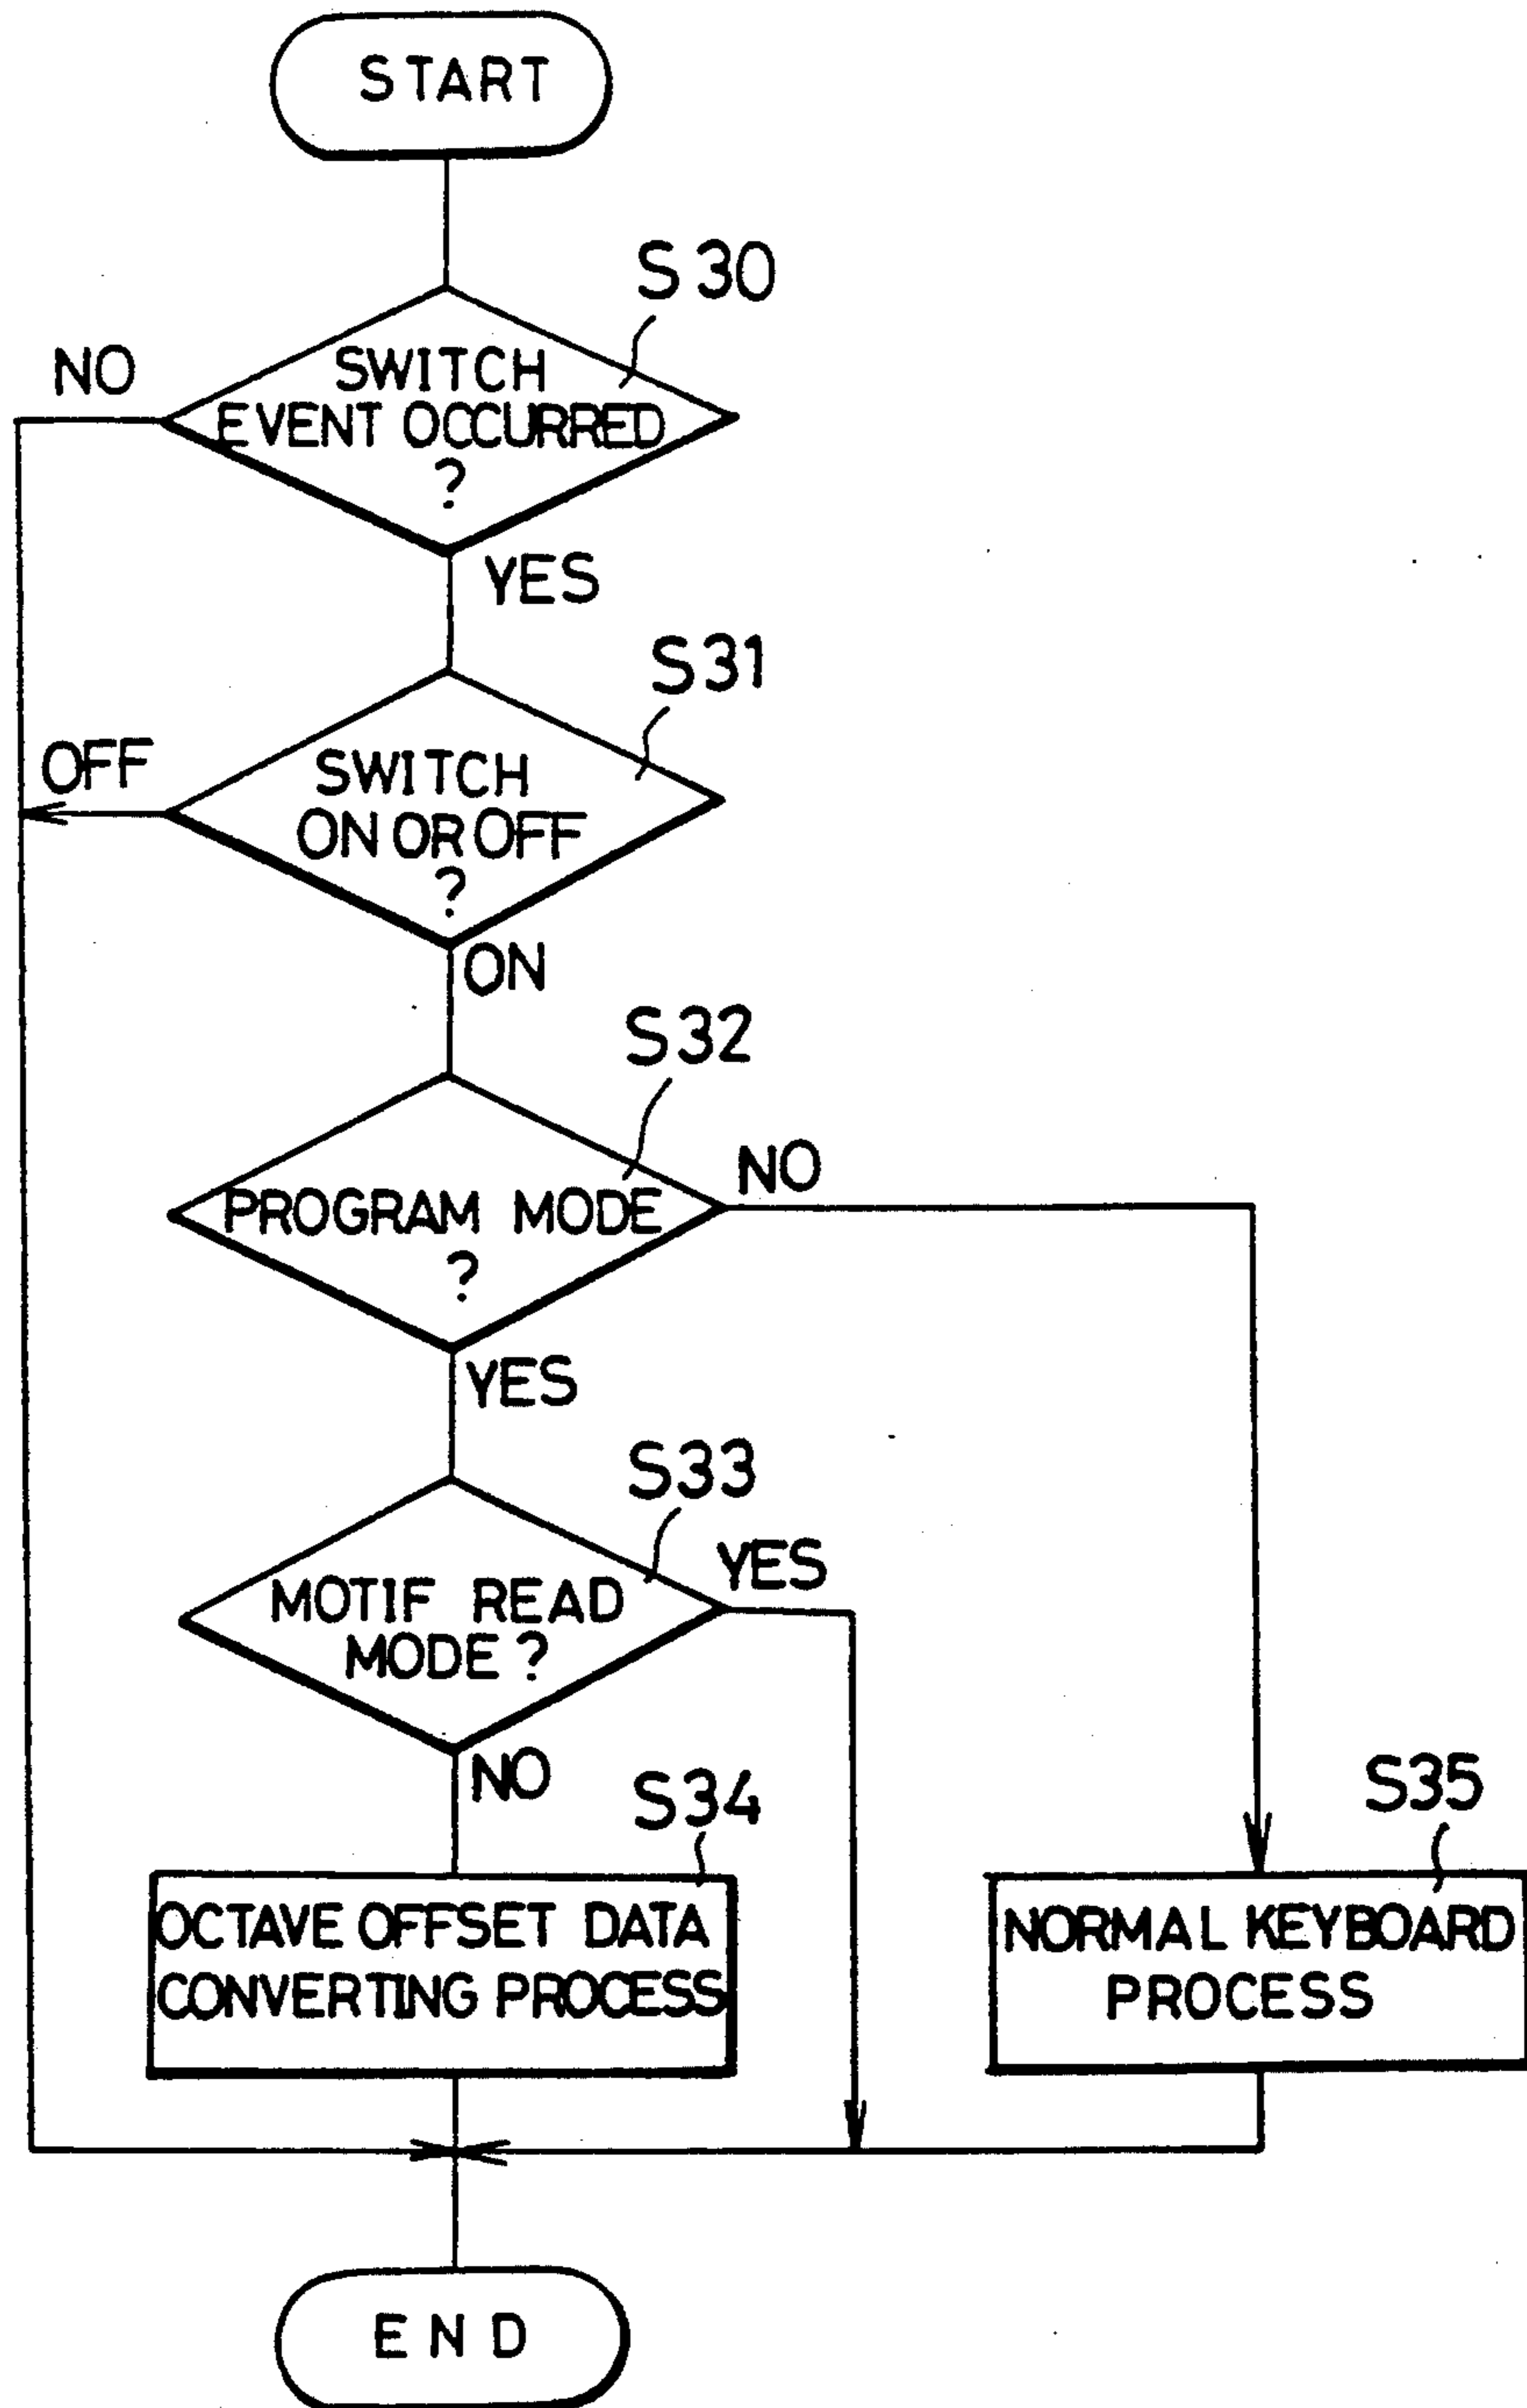 START
S30
NO
SWITCH
EVENT OCCURRED
?
YES
S31
OFF
SWITCH
ON OR OFF
?
ON
S32
NO
PROGRAM MODE
?
YES
S33
YES
MOTIF READ
MODE ?
NO
S34
S35
OCTAVE OFFSET DATA
CONVERTING PROCESS
NORMAL KEYBOARD
PROCESS
END